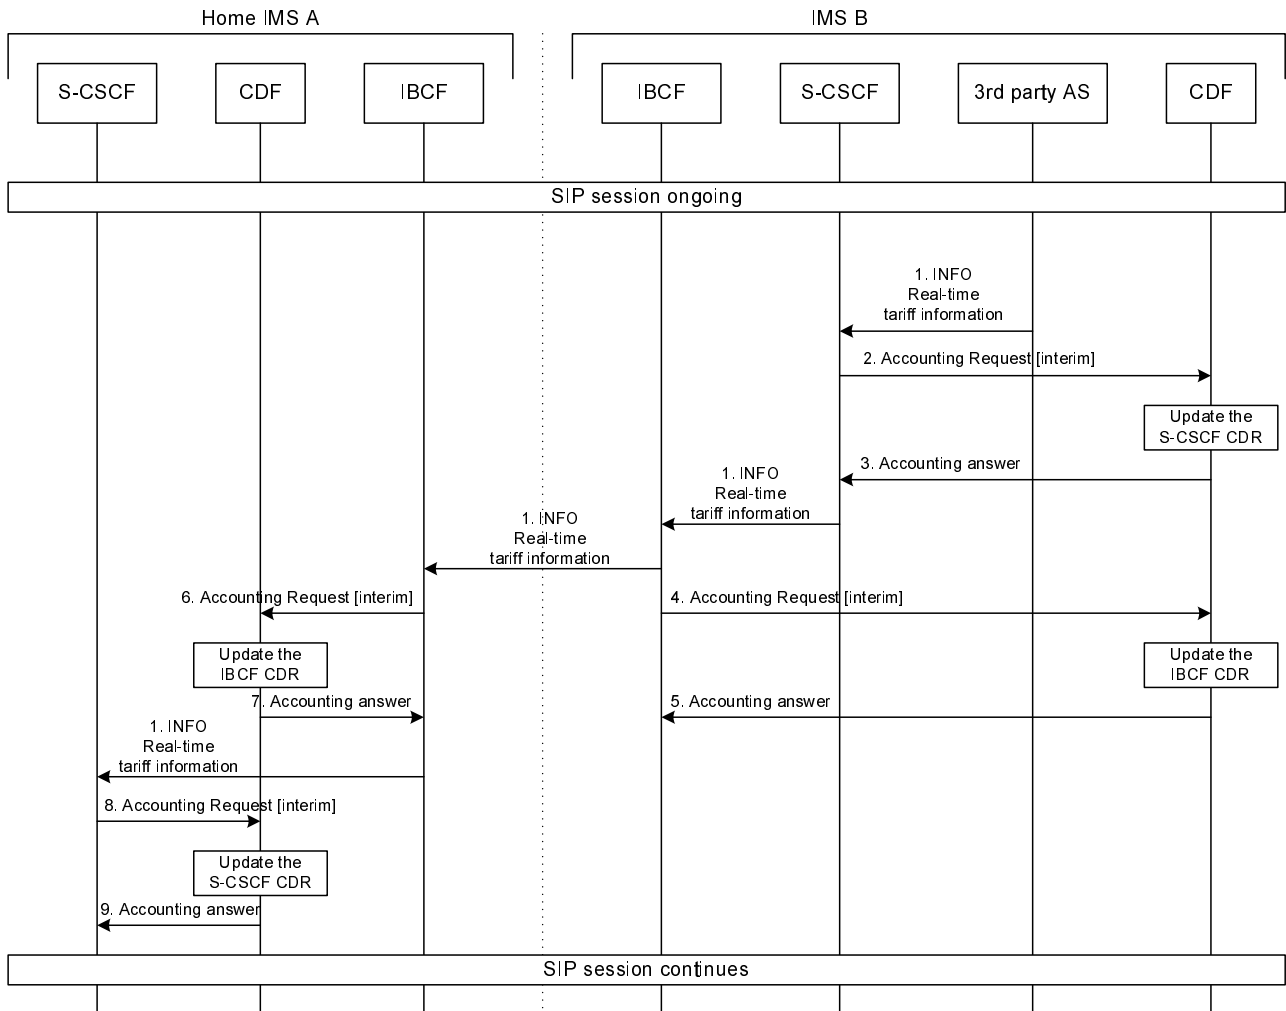 Home IMS A
IMS B
S-CSCF
CDF
IBCF
IBCF
S-CSCF
3rd party AS
CDF
SIP session ongoing
1. INFO
Real-time
tariff information
2. Accounting Request [interim]
Update the
S-CSCF CDR
3. Accounting answer
1. INFO
Real-time
tariff information
1. INFO
Real-time
tariff information
6. Accounting Request [interim]
4. Accounting Request [interim]
Update the
IBCF CDR
Update the
IBCF CDR
7. Accounting answer
5. Accounting answer
1. INFO
Real-time
tariff information
8. Accounting Request [interim]
Update the
S-CSCF CDR
9. Accounting answer
SIP session continues